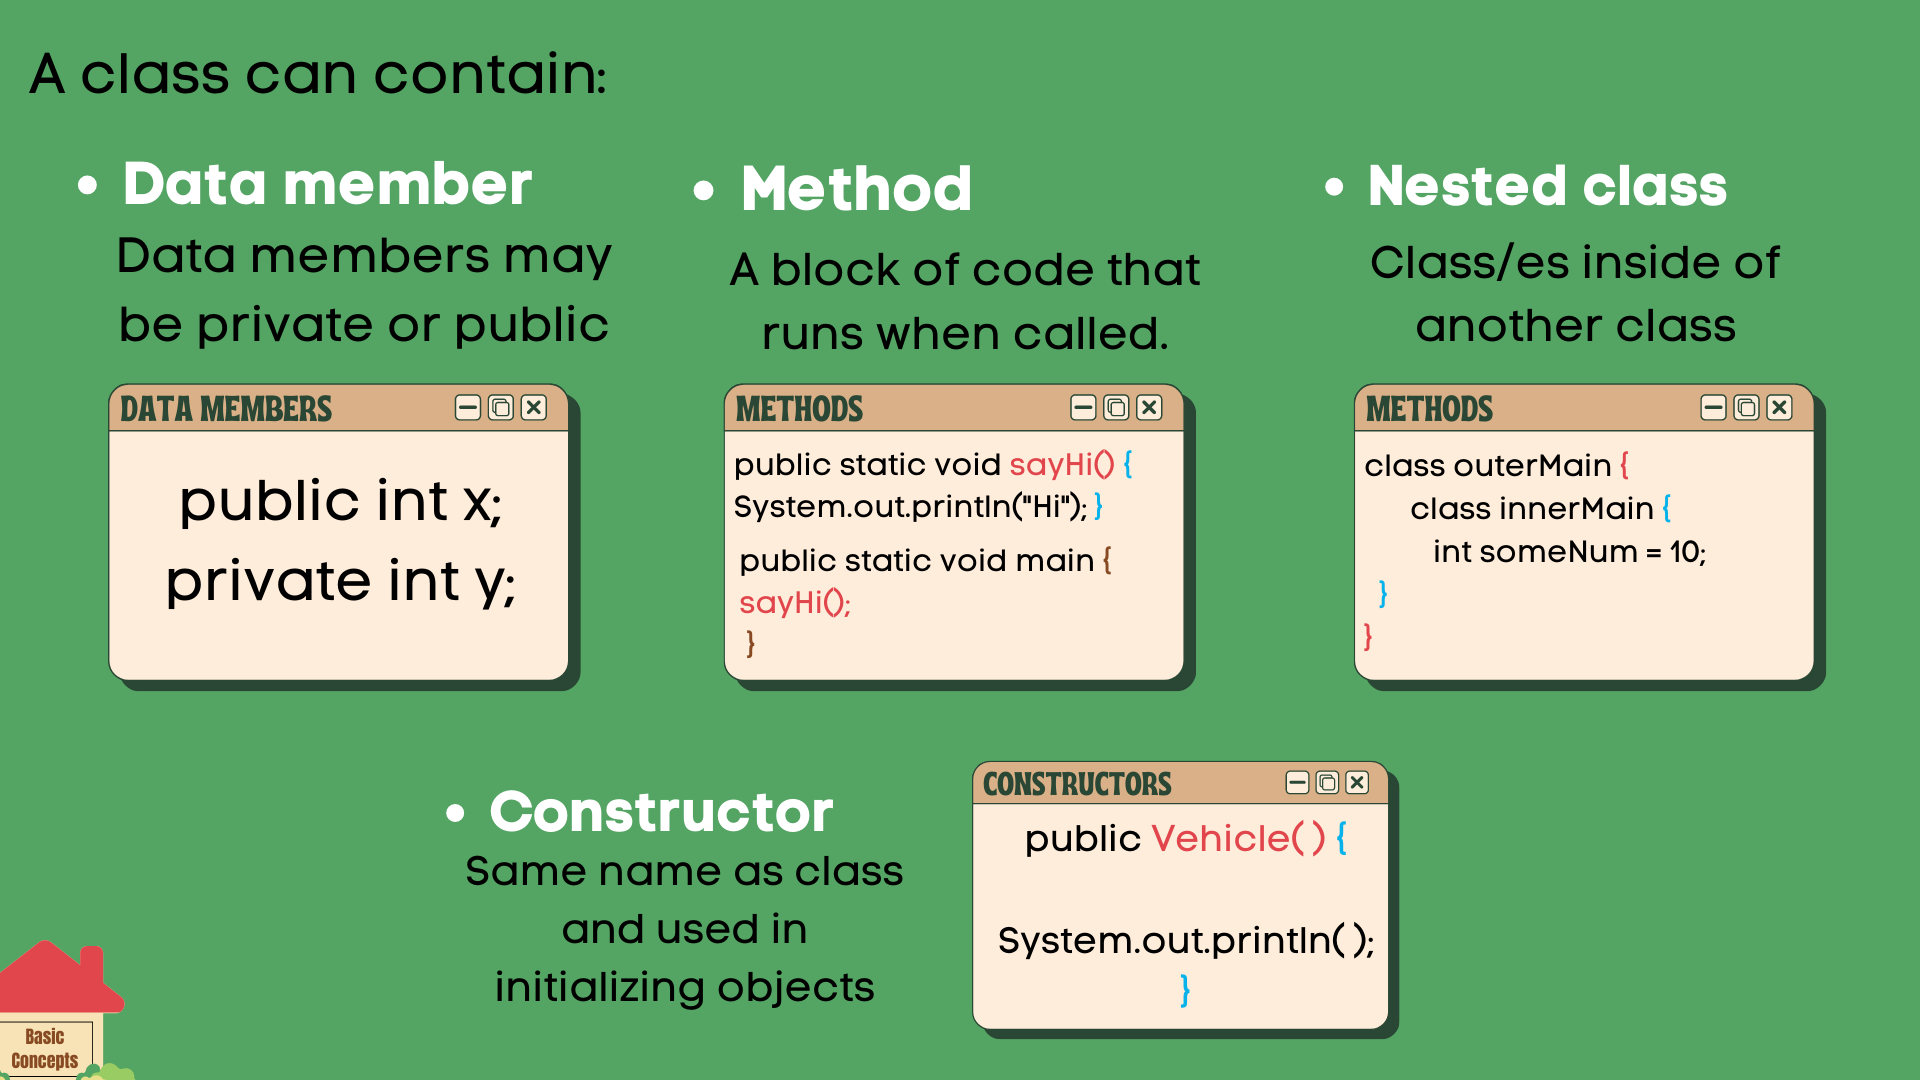 A class can contain:
• Data member
Data members may
be private or public
DATA MEMBERS
public int x;
private int y;
• Method
A block of code that
runs when called.
METHODS
public static void sayHi() {
System.out.println("Hi"); }
public static void main {
sayHi();
}
• Nested class
Class/es inside of
another class
METHODS
class outerMain {
class innerMain {
int someNum = 10;
}
}
• Constructor
Same name as class
and used in
initializing objects
CONSTRUCTORS
public Vehicle( ) {
System.out.println( );
}
Basic
Concepts